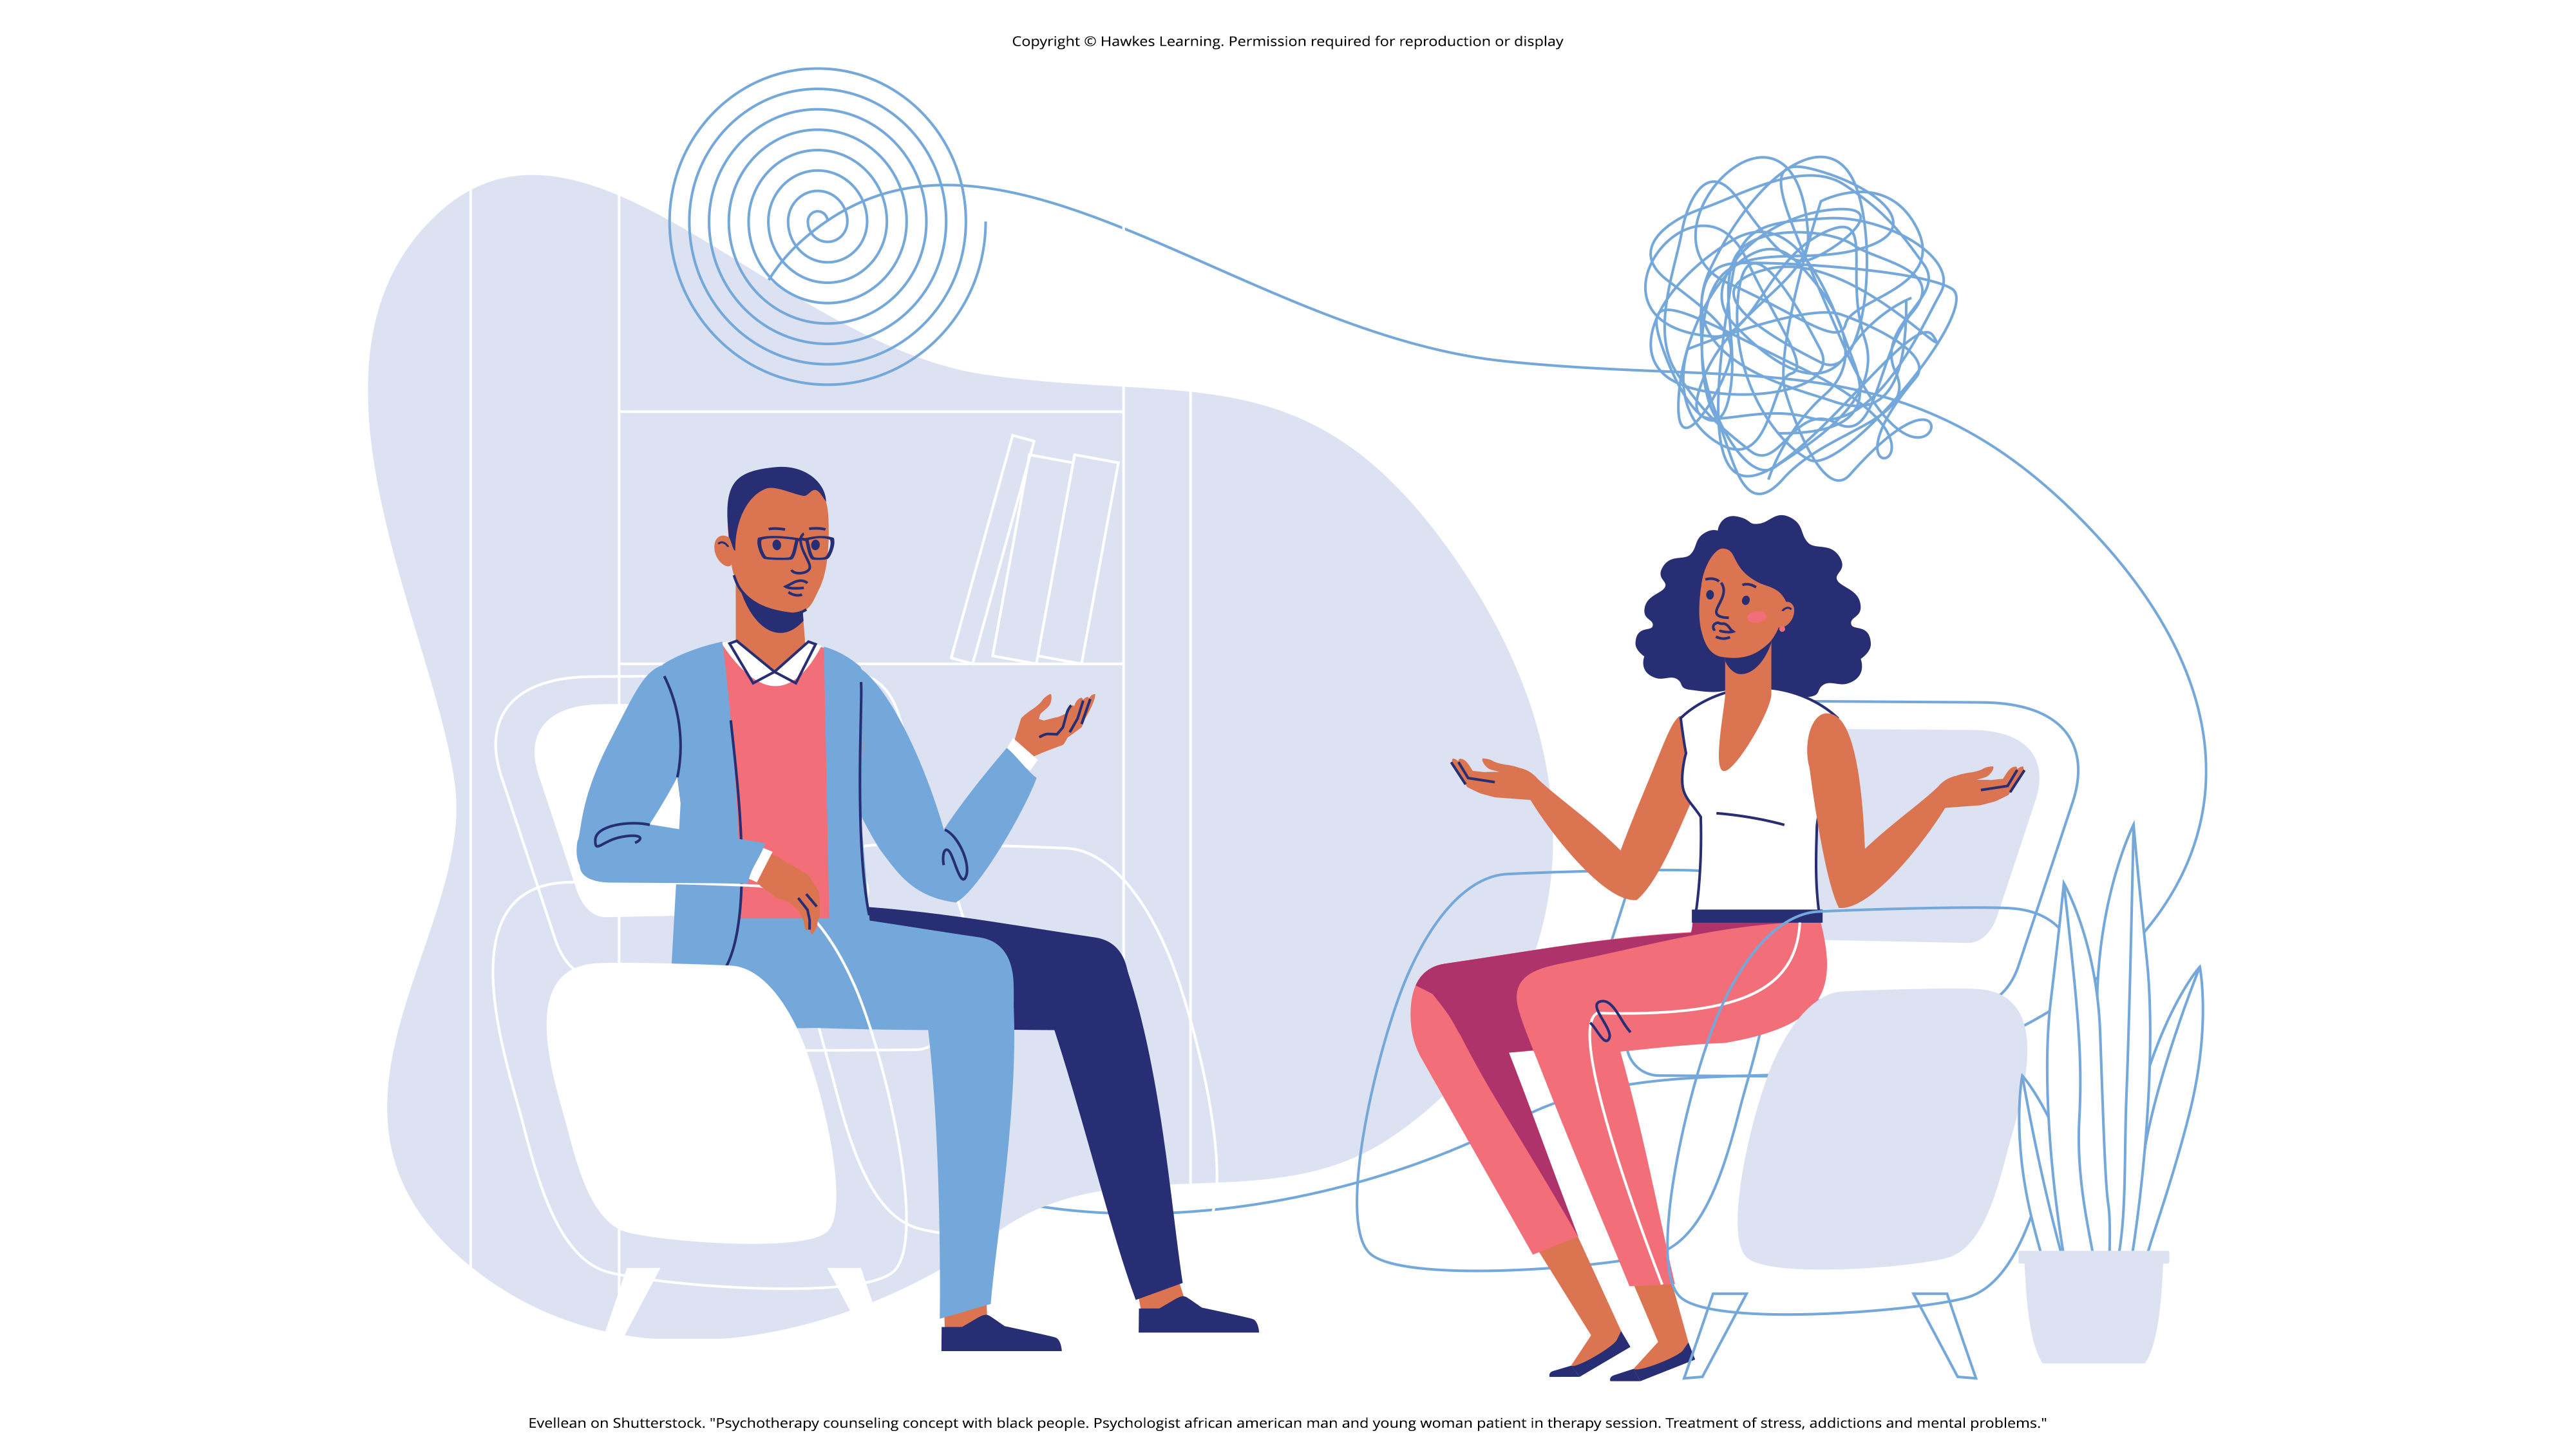 Copyright © Hawkes Learning. Permission required for reproduction or display
Evellean on Shutterstock. "Psychotherapy counseling concept with black people. Psychologist african american man and young woman patient in therapy session. Treatment of stress, addictions and mental problems."